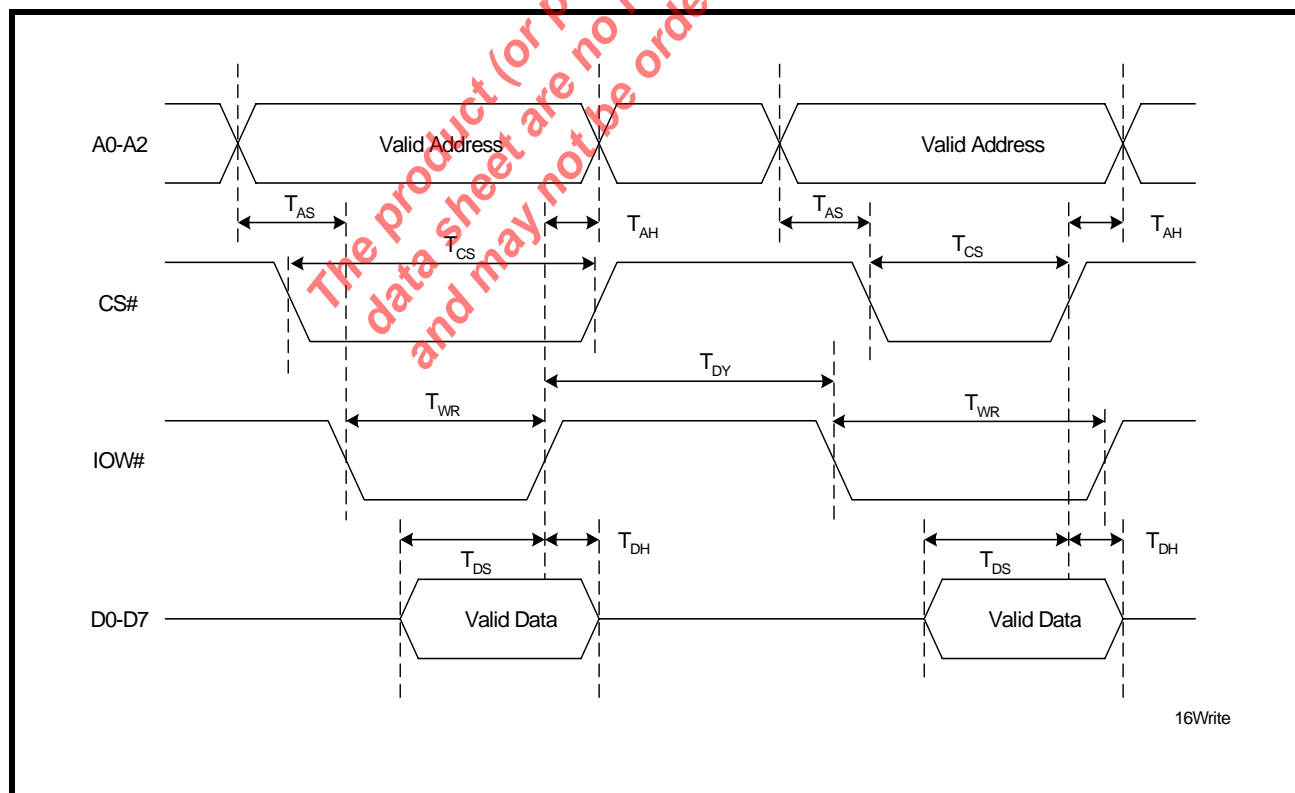 The product (or p
data sheet are no l
and may not be orde
A0-A2
Valid Address
Valid Address
TAS
TAH
TAS
TAH
TCS
TCS
CS#
TDY
TWR
TWR
IOW#
TDH
TDH
TDS
TDS
D0-D7
Valid Data
Valid Data
16Write